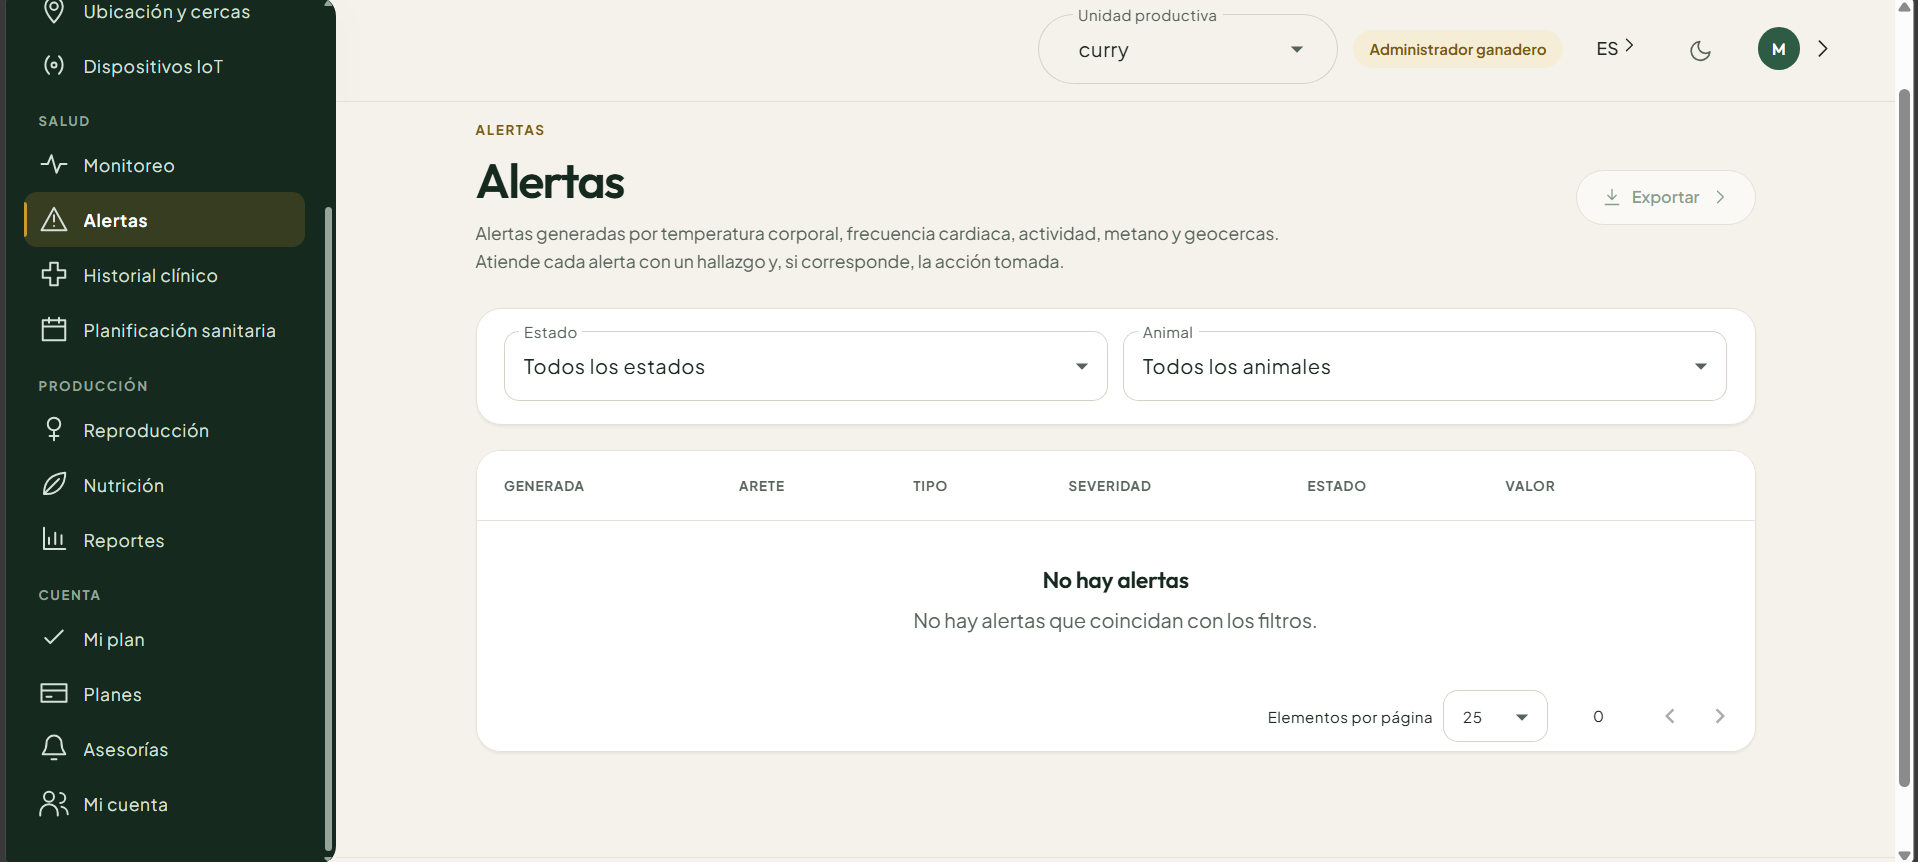 Ubicación y cercas
Dispositivos IoT
SALUD
Monitoreo
Alertas
Historial clínico
Planificación sanitaria
PRODUCCIÓN
Reproducción
Nutrición
Reportes
CUENTA
Mi plan
Planes
Asesorías
Mi cuenta
Unidad productiva
curry
Administrador ganadero
ES
M
ALERTAS
Alertas
Alertas generadas por temperatura corporal, frecuencia cardiaca, actividad, metano y geocercas.
Atiende cada alerta con un hallazgo y, si corresponde, la acción tomada.
Exportar
Estado
Todos los estados
Animal
Todos los animales
GENERADA ARETE TIPO SEVERIDAD ESTADO VALOR
No hay alertas
No hay alertas que coincidan con los filtros.
Elementos por página 25 0